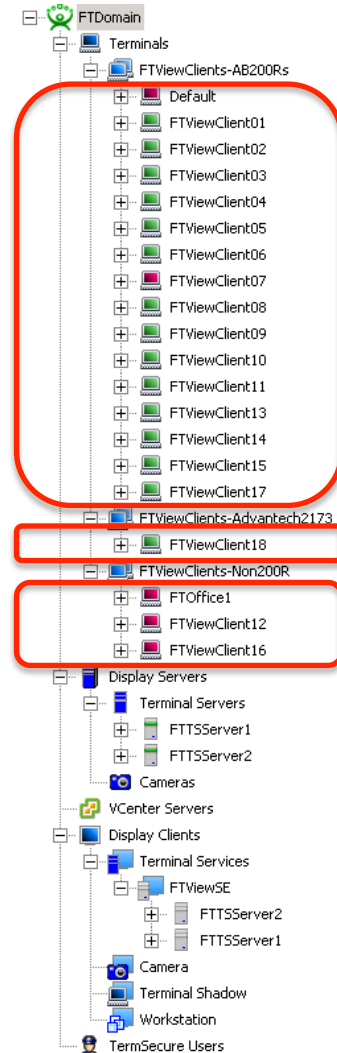 FTDomain
Terminals
FTViewClients-AB200Rs
Default
FTViewClient01
FTViewClient02
FTViewClient03
FTViewClient04
FTViewClient05
FTViewClient06
FTViewClient07
FTViewClient08
FTViewClient09
FTViewClient10
FTViewClient11
FTViewClient13
FTViewClient14
FTViewClient15
FTViewClient17
FTViewClients-Advantech2173
FTViewClient18
FTViewClients-Non200R
FTOffice1
FTViewClient12
FTViewClient16
Display Servers
Terminal Servers
FTTSServer1
FTTSServer2
Cameras
VCenter Servers
Display Clients
Terminal Services
FTViewSE
FTTSServer2
FTTSServer1
Camera
Terminal Shadow
Workstation
TermSecure Users